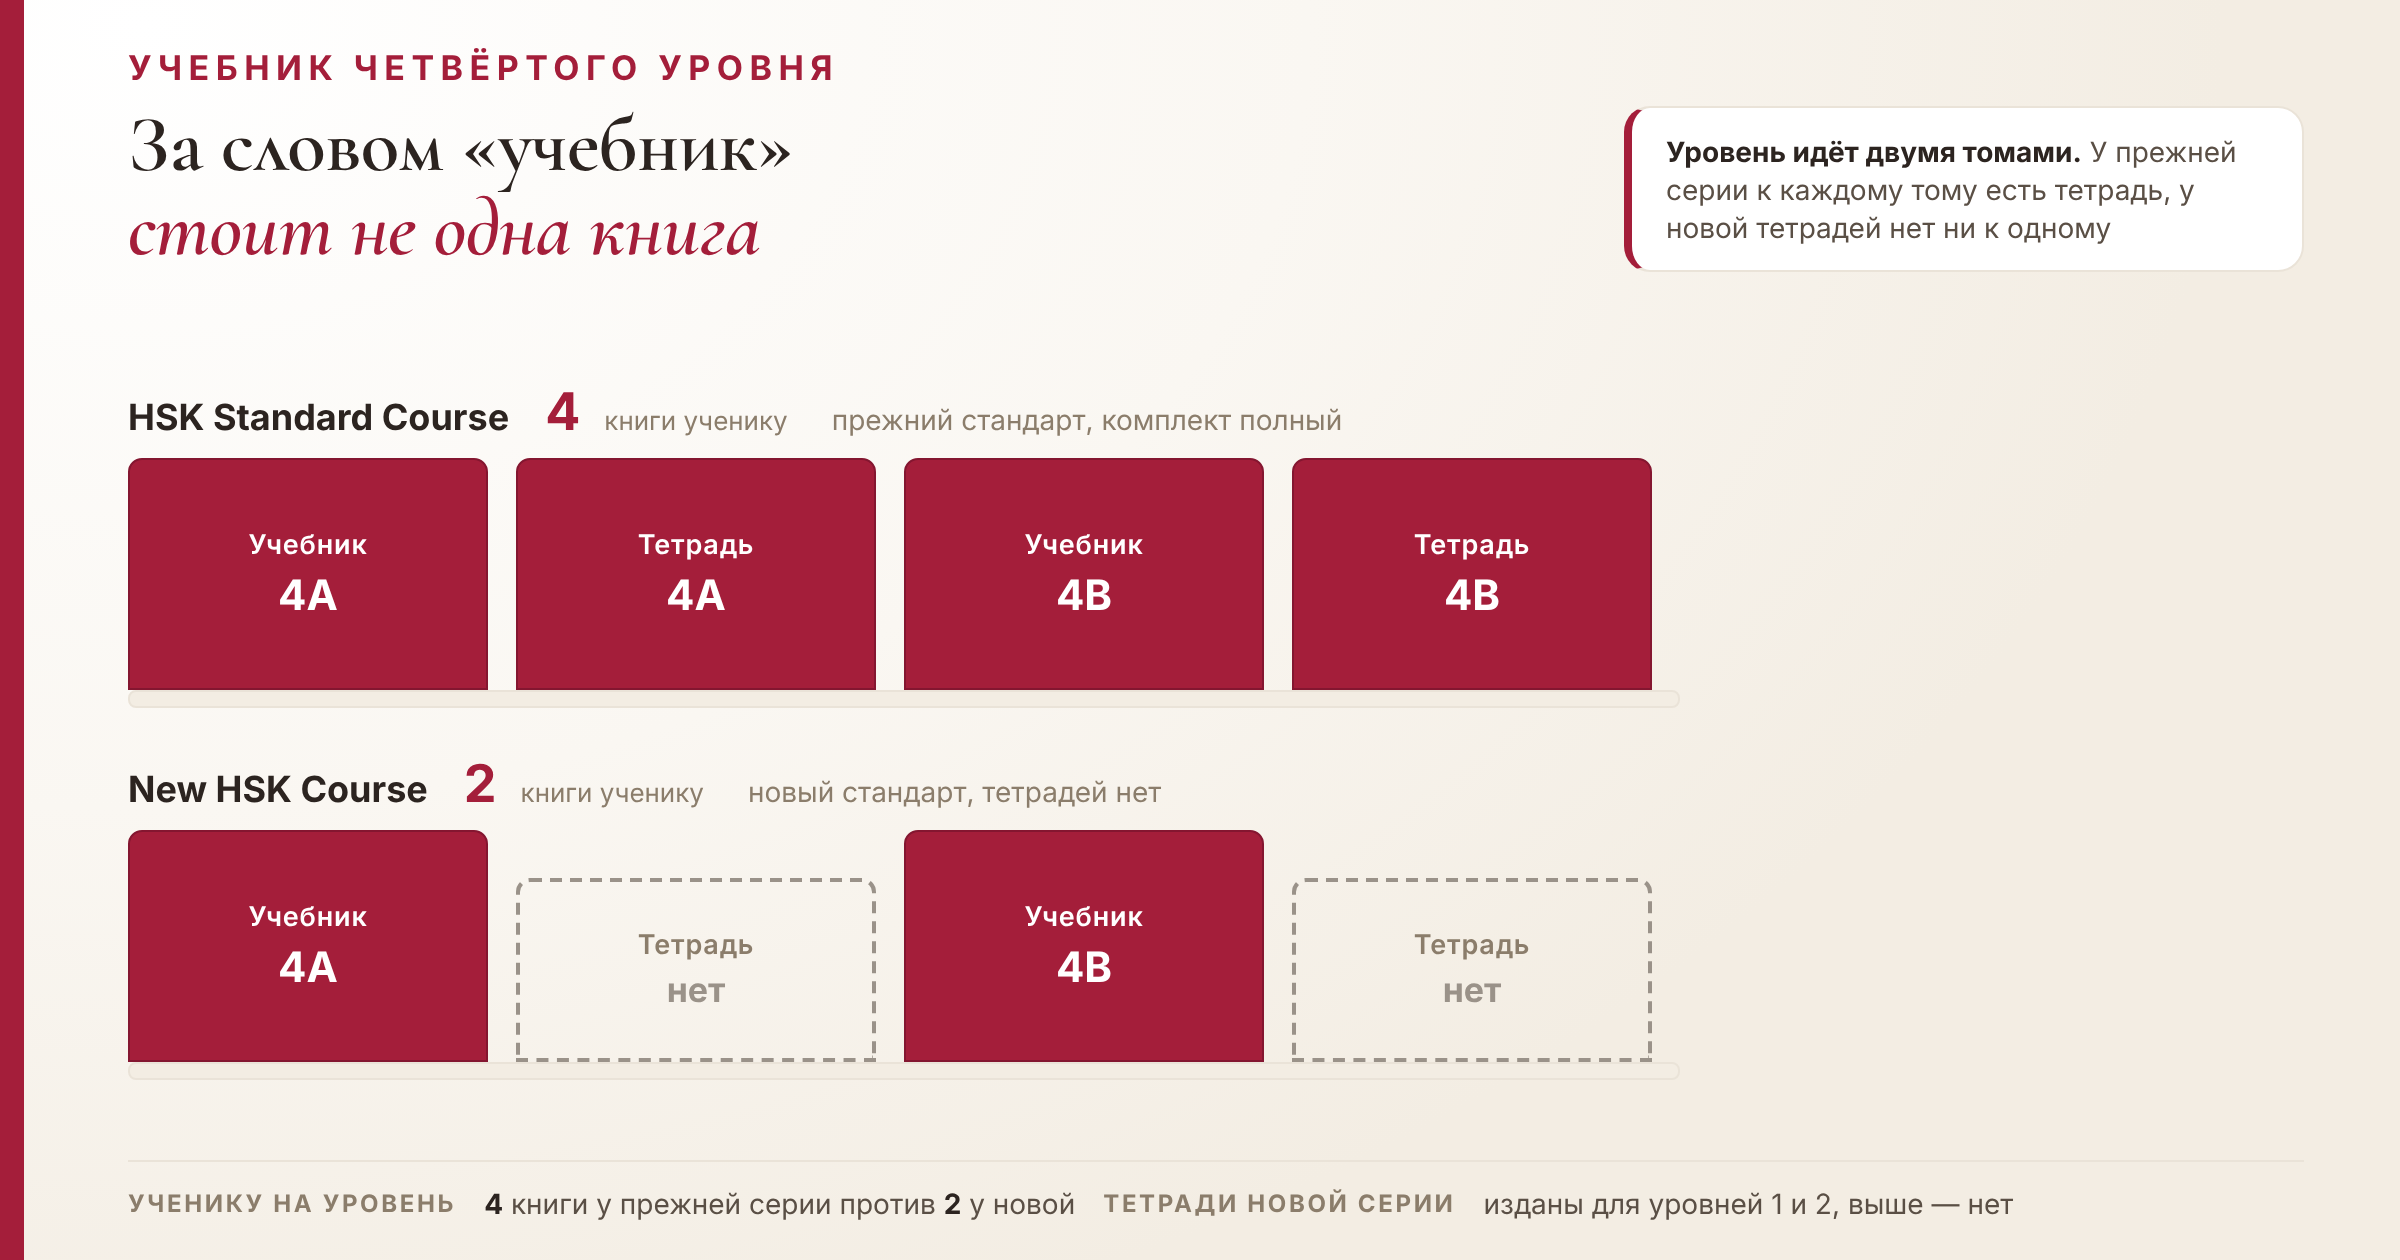 УЧЕБНИК ЧЕТВЁРТОГО УРОВНЯ
За словом «учебник»
стоит не одна книга
Уровень идёт двумя томами. У прежней
серии к каждому тому есть тетрадь, у
новой тетрадей нет ни к одному
HSK Standard Course 4 книги ученику прежний стандарт, комплект полный
Учебник
4A
Тетрадь
4A
Учебник
4B
Тетрадь
4B
New HSK Course 2 книги ученику новый стандарт, тетрадей нет
Учебник
4A
Тетрадь
нет
Учебник
4B
Тетрадь
нет
УЧЕНИКУ НА УРОВЕНЬ 4 книги у прежней серии против 2 у новой ТЕТРАДИ НОВОЙ СЕРИИ изданы для уровней 1 и 2, выше — нет